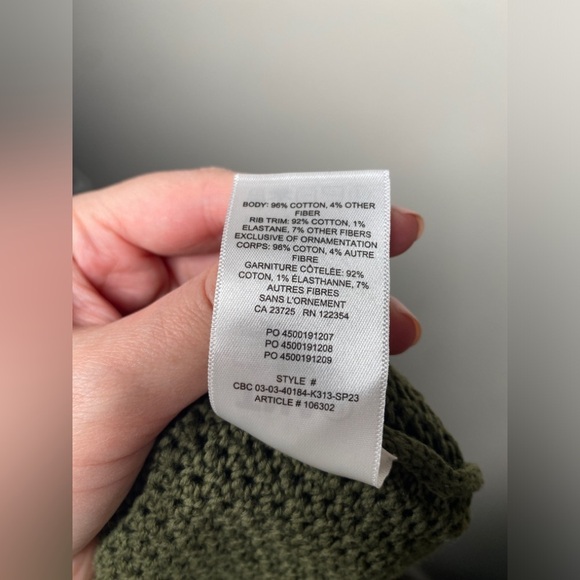 BODY: 96% COTTON, 4% OTHER
FIBER
RIB TRIM: 92% COTTON, 1%
ELASTANE, 7% OTHER FIBERS
EXCLUSIVE OF ORNAMENTATION
CORPS: 96% COTON, 4% AUTRE
FIBRE
GARNITURE CÔTELÉE: 92%
COTON, 1% ÉLASTHANNE, 7%
AUTRES FIBRES
SANS L'ORNEMENT
CA 23725 RN 122354
PO 4500191207
PO 4500191208
PO 4500191209
STYLE #
CBC 03-03-40184-K313-SP23
ARTICLE # 106302